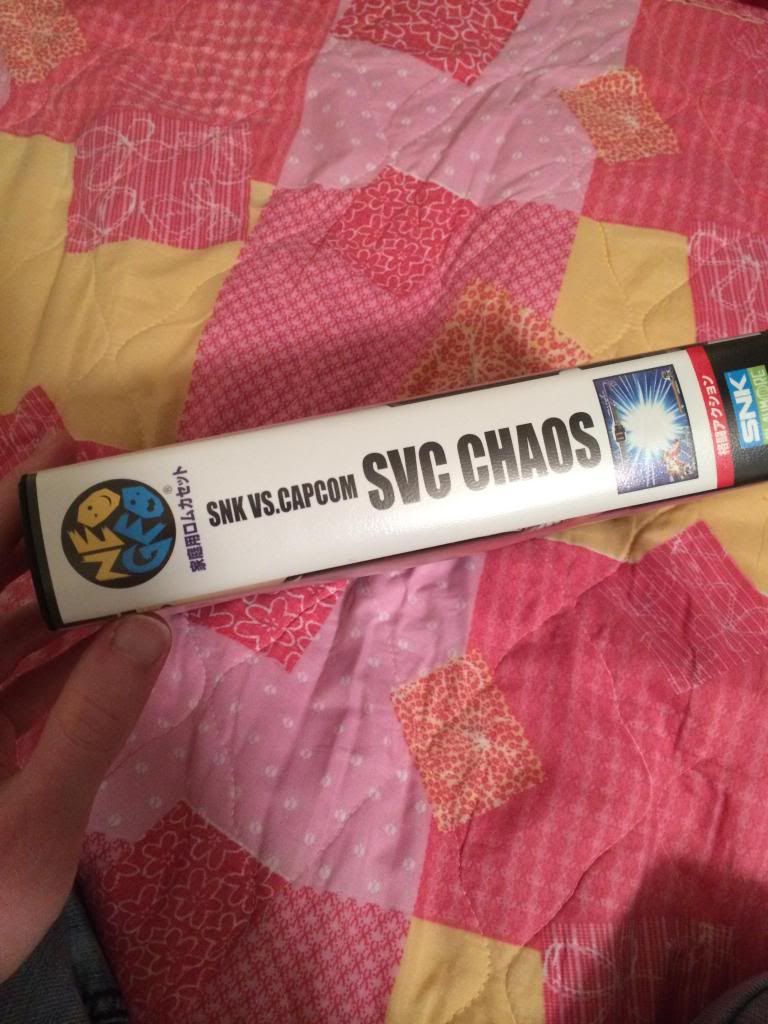 NEO
GEO®
家庭用ロムカセット
SNK VS.CAPCOM
SVC CHAOS
格闘アクション
SNK
PLAYMORE